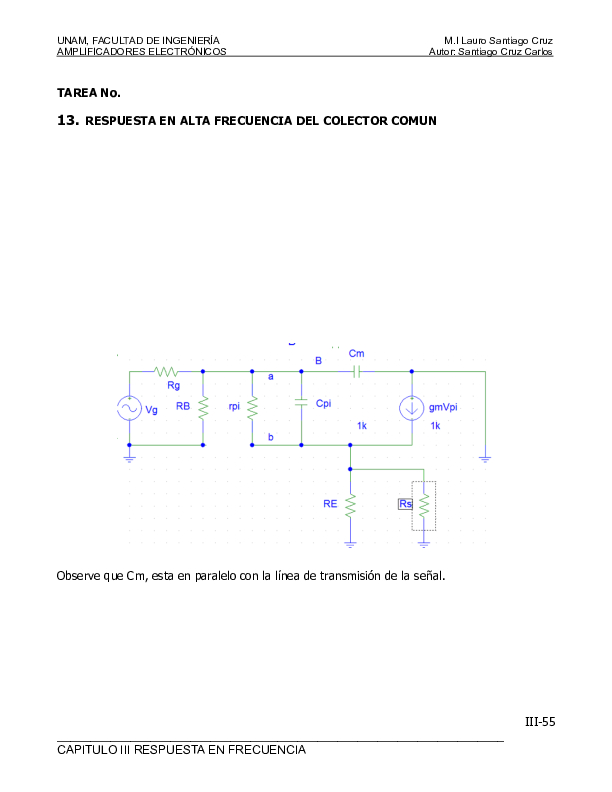 UNAM, FACULTAD DE INGENIERÍA M.I Lauro Santiago Cruz
AMPLIFICADORES ELECTRÓNICOS Autor: Santiago Cruz Carlos
TAREA No.
13. RESPUESTA EN ALTA FRECUENCIA DEL COLECTOR COMUN
Cm
B
a
Rg
Vg
RB
rpi
Cpi
gmVpi
1k
1k
b
RE
Rs
Observe que Cm, esta en paralelo con la línea de transmisión de la señal.
III-55
CAPITULO III RESPUESTA EN FRECUENCIA